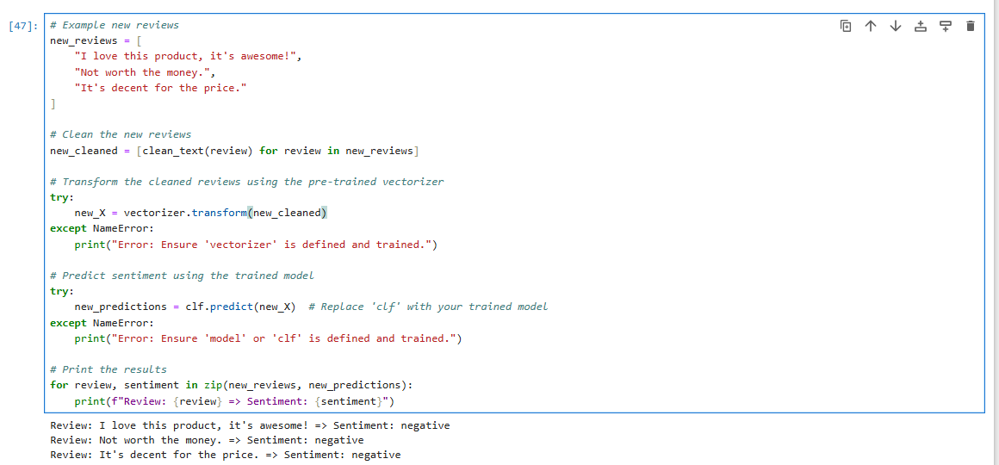 [47]:
# Example new reviews
new_reviews = [
    "I love this product, it's awesome!",
    "Not worth the money.",
    "It's decent for the price."
]

# Clean the new reviews
new_cleaned = [clean_text(review) for review in new_reviews]

# Transform the cleaned reviews using the pre-trained vectorizer
try:
    new_X = vectorizer.transform(new_cleaned)
except NameError:
    print("Error: Ensure 'vectorizer' is defined and trained.")

# Predict sentiment using the trained model
try:
    new_predictions = clf.predict(new_X)  # Replace 'clf' with your trained model
except NameError:
    print("Error: Ensure 'model' or 'clf' is defined and trained.")

# Print the results
for review, sentiment in zip(new_reviews, new_predictions):
    print(f"Review: {review} => Sentiment: {sentiment}")
Review: I love this product, it's awesome! => Sentiment: negative
Review: Not worth the money. => Sentiment: negative
Review: It's decent for the price. => Sentiment: negative